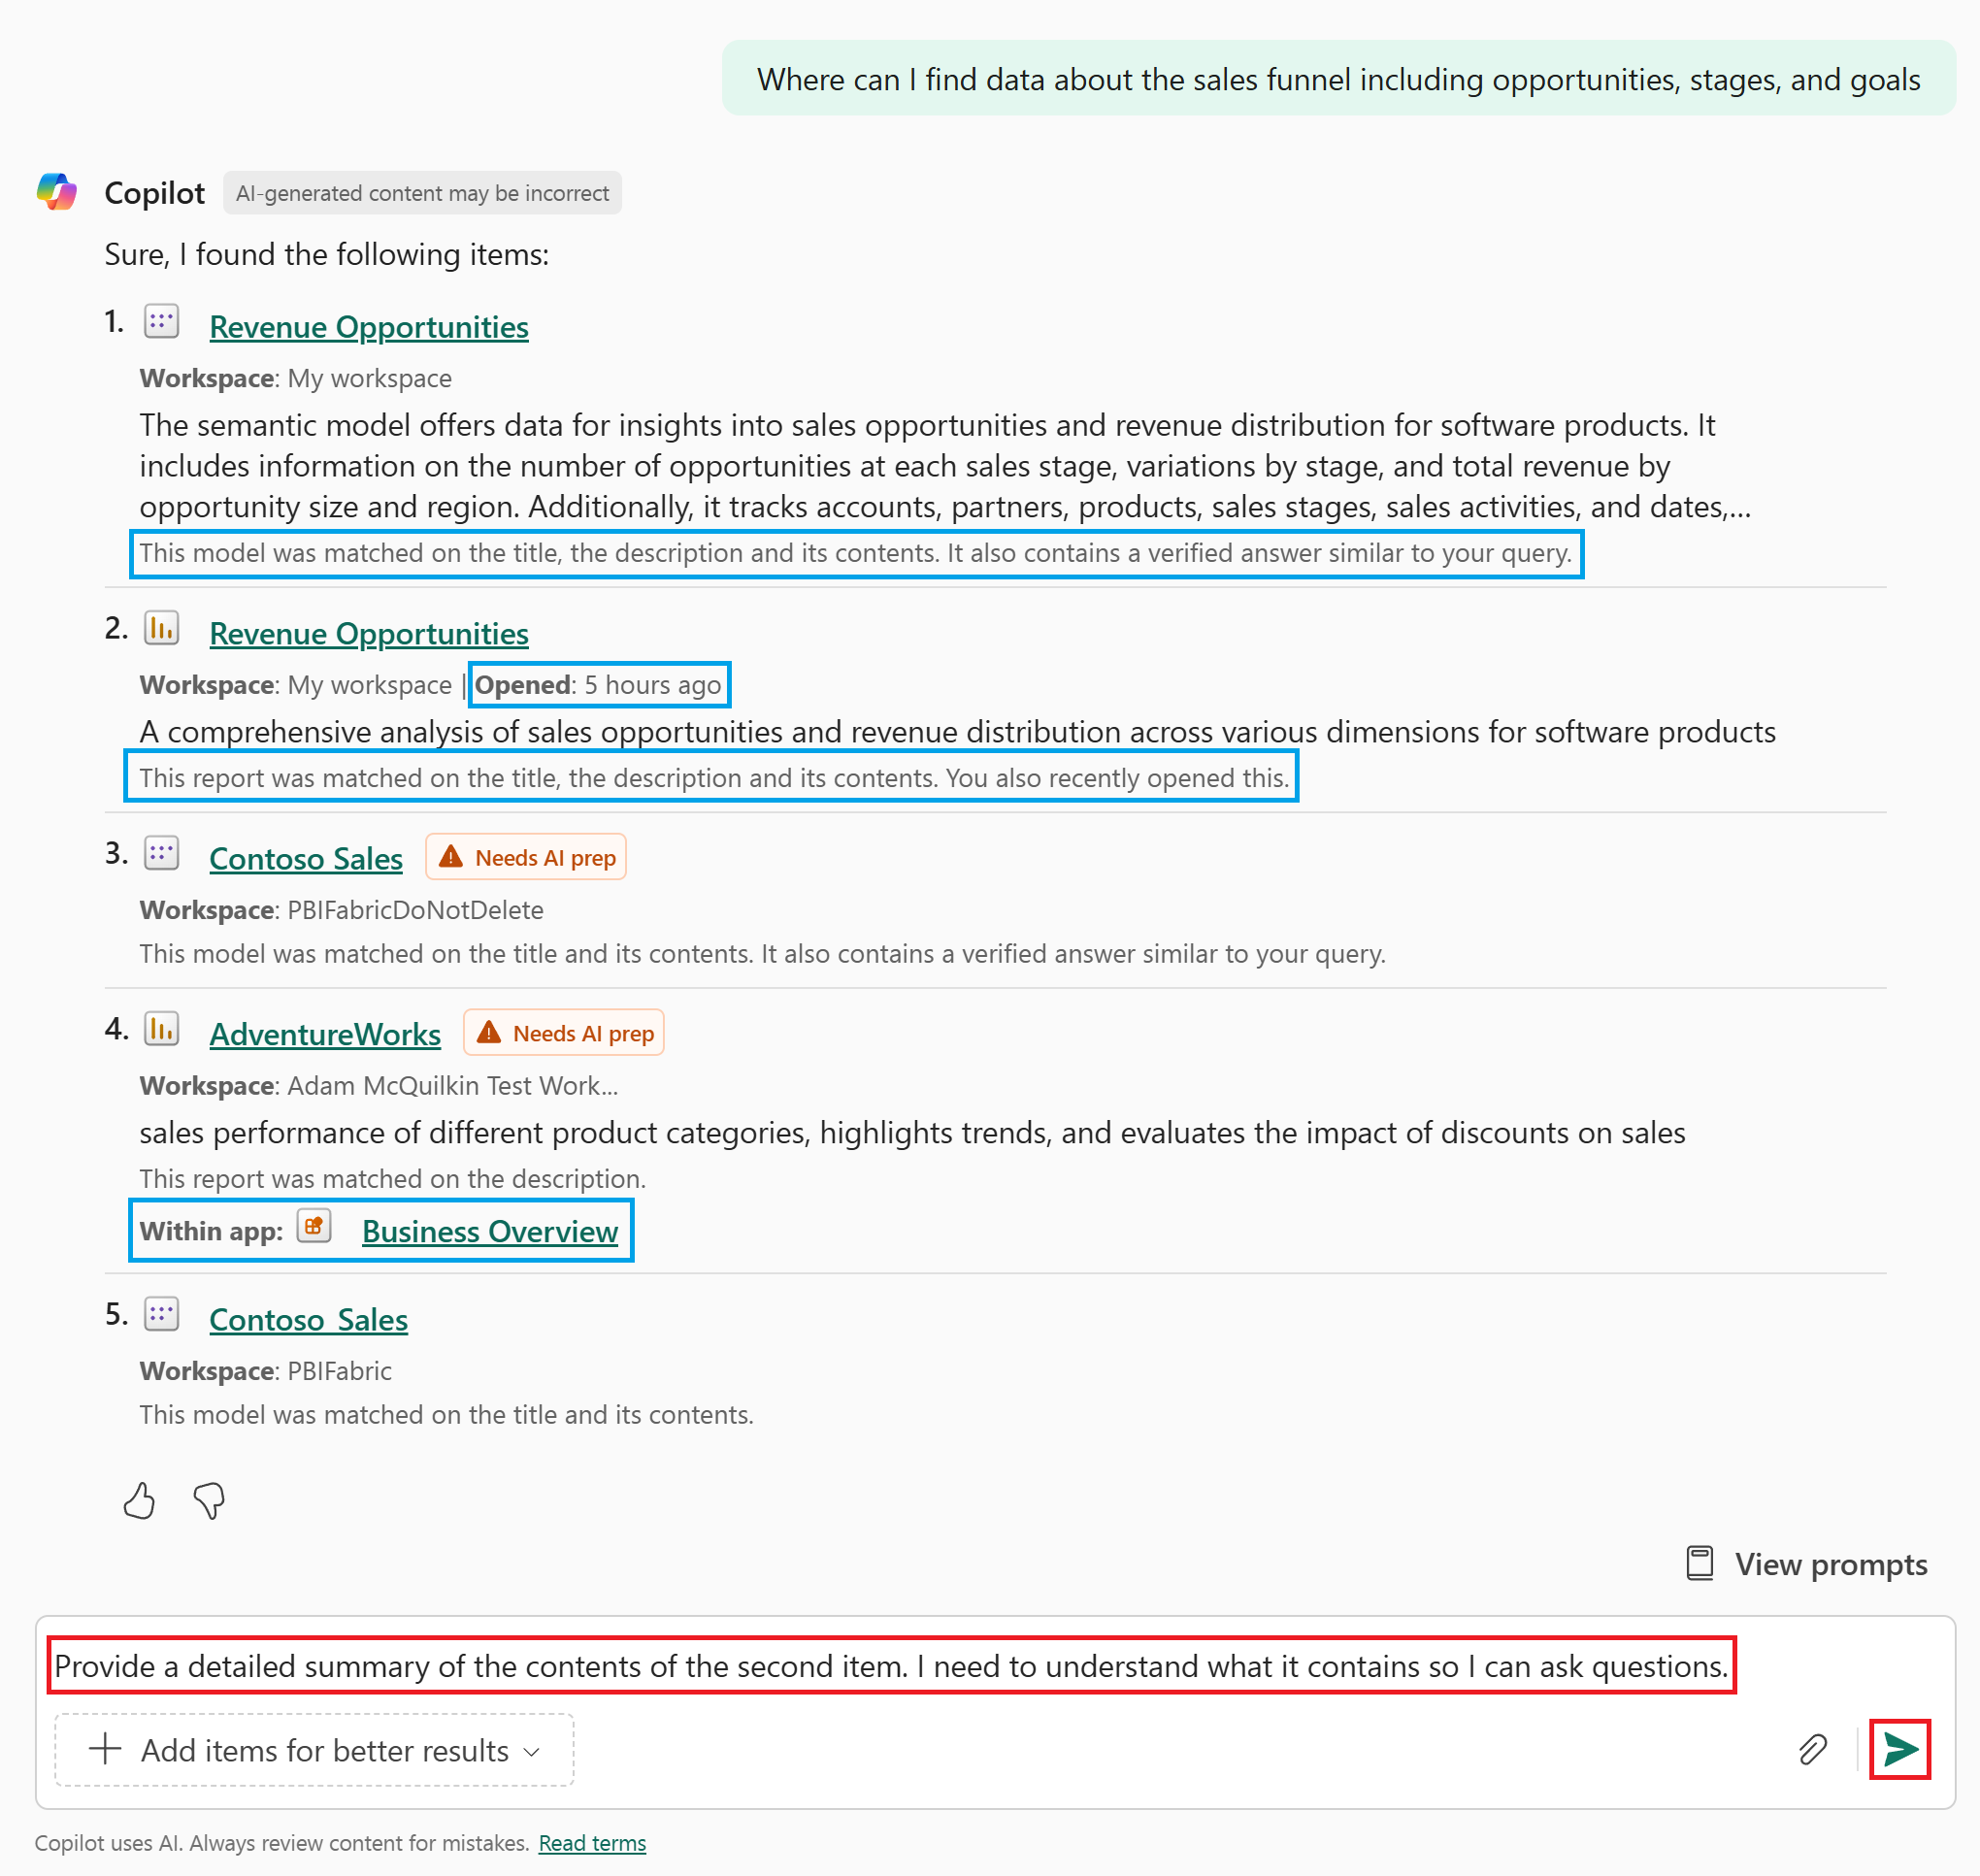 Where can I find data about the sales funnel including opportunities, stages, and goals
Copilot AI-generated content may be incorrect
Sure, I found the following items:
1. Revenue Opportunities
Workspace: My workspace
The semantic model offers data for insights into sales opportunities and revenue distribution for software products. It
includes information on the number of opportunities at each sales stage, variations by stage, and total revenue by
opportunity size and region. Additionally, it tracks accounts, partners, products, sales stages, sales activities, and dates,...
This model was matched on the title, the description and its contents. It also contains a verified answer similar to your query.
2. Revenue Opportunities
Workspace: My workspace | Opened: 5 hours ago
A comprehensive analysis of sales opportunities and revenue distribution across various dimensions for software products
This report was matched on the title, the description and its contents. You also recently opened this.
3. Contoso Sales Needs AI prep
Workspace: PBIFabricDoNotDelete
This model was matched on the title and its contents. It also contains a verified answer similar to your query.
4. AdventureWorks Needs AI prep
Workspace: Adam McQuilkin Test Work...
sales performance of different product categories, highlights trends, and evaluates the impact of discounts on sales
This report was matched on the description.
Within app: Business Overview
5. Contoso_Sales
Workspace: PBIFabric
This model was matched on the title and its contents.
View prompts
Provide a detailed summary of the contents of the second item. I need to understand what it contains so I can ask questions.
Add items for better results
Copilot uses AI. Always review content for mistakes. Read terms